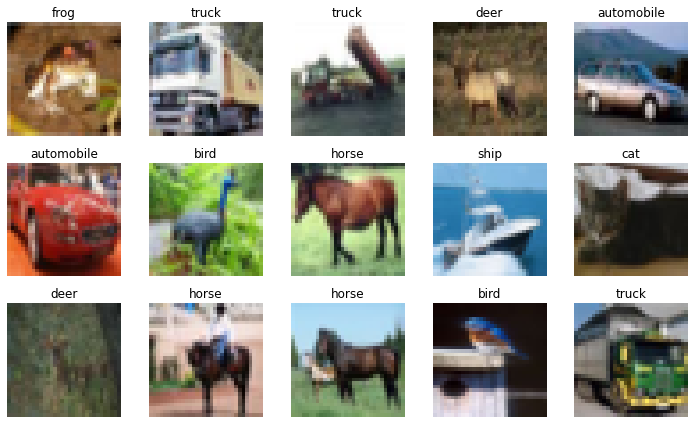 frog truck truck deer automobile
automobile bird horse ship cat
deer horse horse bird truck